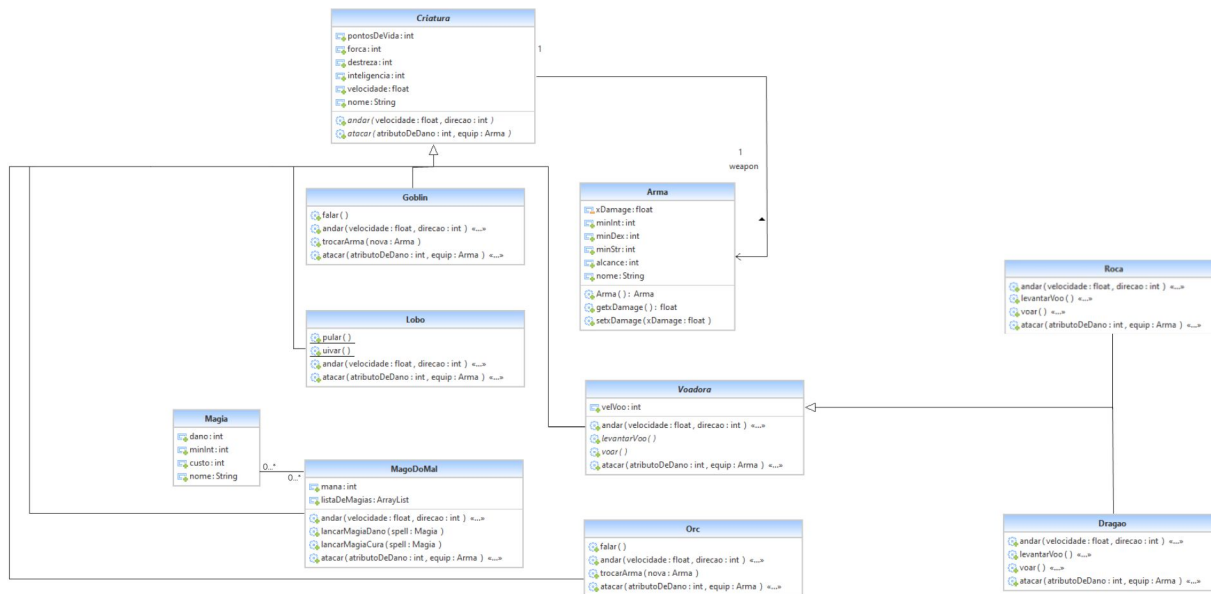 Criatura
pontosDeVida : int
forca : int
destreza : int
inteligencia : int
velocidade : float
nome : String
andar ( velocidade : float , direcao : int )
atacar ( atributoDeDano : int , equip : Arma )
1
1
weapon
Goblin
falar ( )
andar ( velocidade : float , direcao : int ) «...»
trocarArma ( nova : Arma )
atacar ( atributoDeDano : int , equip : Arma ) «...»
Arma
xDamage : float
minInt : int
minDex : int
minStr : int
alcance : int
nome : String
Arma ( ) : Arma
getxDamage ( ) : float
setxDamage ( xDamage : float )
Roca
andar ( velocidade : float , direcao : int ) «...»
levantarVoo ( ) «...»
voar ( ) «...»
atacar ( atributoDeDano : int , equip : Arma ) «...»
Lobo
pular ( )
uivar ( )
andar ( velocidade : float , direcao : int ) «...»
atacar ( atributoDeDano : int , equip : Arma ) «...»
Voadora
velVoo : int
andar ( velocidade : float , direcao : int ) «...»
levantarVoo ( )
voar ( )
atacar ( atributoDeDano : int , equip : Arma ) «...»
Magia
dano : int
minInt : int
custo : int
nome : String
0..*
0..*
MagoDoMal
mana : int
listaDeMagias : ArrayList
andar ( velocidade : float , direcao : int ) «...»
lancarMagiaDano ( spell : Magia )
lancarMagiaCura ( spell : Magia )
atacar ( atributoDeDano : int , equip : Arma ) «...»
Orc
falar ( )
andar ( velocidade : float , direcao : int ) «...»
trocarArma ( nova : Arma )
atacar ( atributoDeDano : int , equip : Arma ) «...»
Dragao
andar ( velocidade : float , direcao : int ) «...»
levantarVoo ( ) «...»
voar ( ) «...»
atacar ( atributoDeDano : int , equip : Arma ) «...»